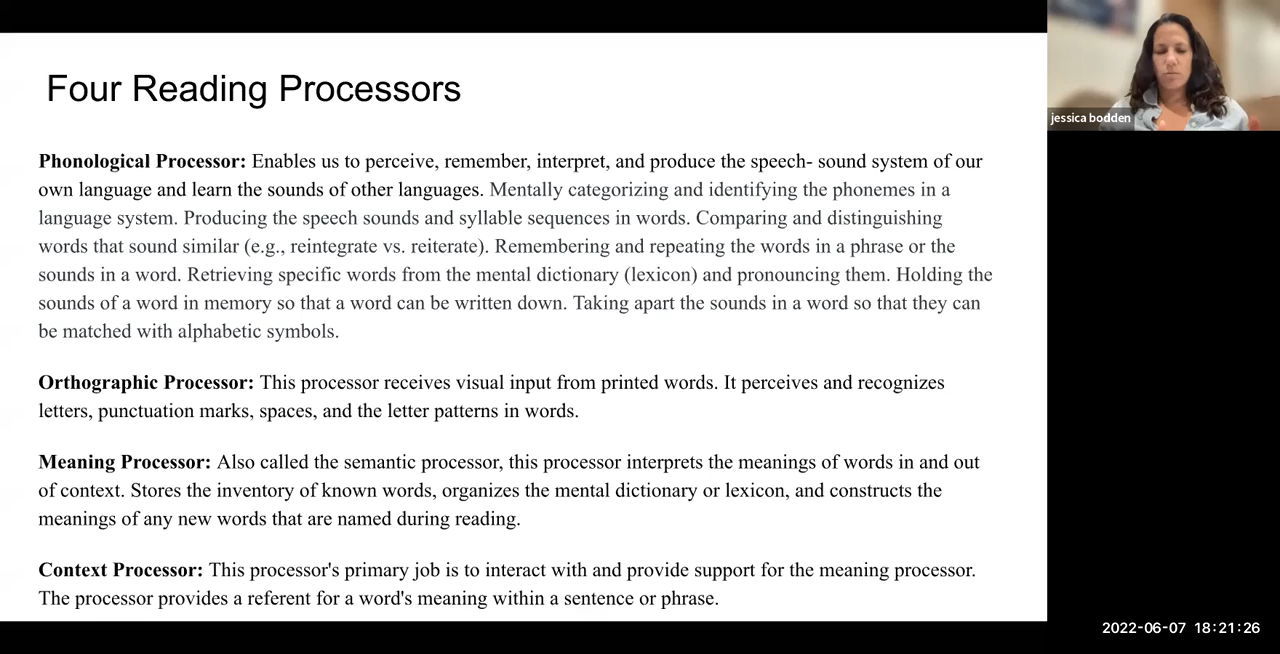 Four Reading Processors
jessica bodden
Phonological Processor: Enables us to perceive, remember, interpret, and produce the speech- sound system of our
own language and learn the sounds of other languages. Mentally categorizing and identifying the phonemes in a
language system. Producing the speech sounds and syllable sequences in words. Comparing and distinguishing
words that sound similar (e.g., reintegrate vs. reiterate). Remembering and repeating the words in a phrase or the
sounds in a word. Retrieving specific words from the mental dictionary (lexicon) and pronouncing them. Holding the
sounds of a word in memory so that a word can be written down. Taking apart the sounds in a word so that they can
be matched with alphabetic symbols.
Orthographic Processor: This processor receives visual input from printed words. It perceives and recognizes
letters, punctuation marks, spaces, and the letter patterns in words.
Meaning Processor: Also called the semantic processor, this processor interprets the meanings of words in and out
of context. Stores the inventory of known words, organizes the mental dictionary or lexicon, and constructs the
meanings of any new words that are named during reading.
Context Processor: This processor's primary job is to interact with and provide support for the meaning processor.
The processor provides a referent for a word's meaning within a sentence or phrase.
2022-06-07 18:21:26